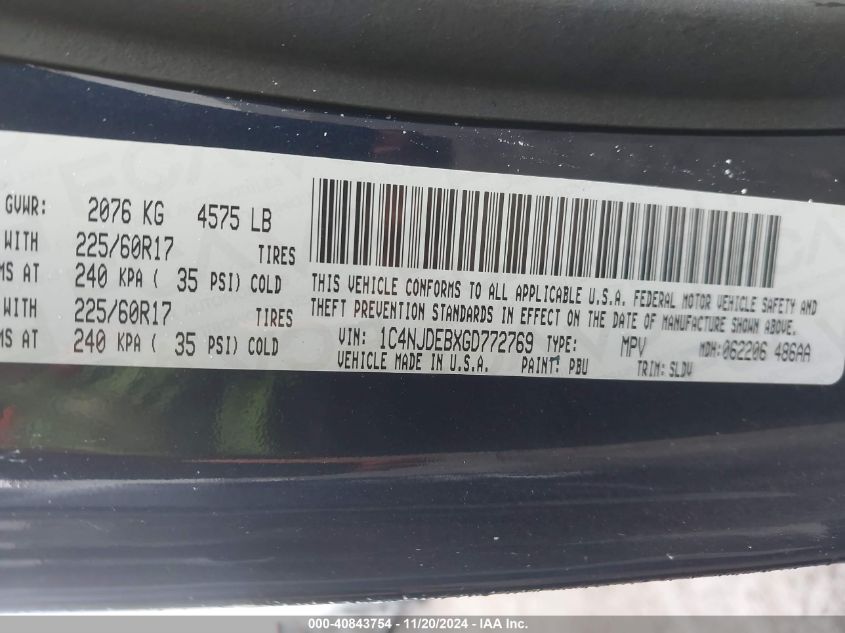 GVWR: 2076 KG 4575 LB
WITH 225/60R17 TIRES
MS AT 240 KPA ( 35 PSI) COLD
WITH 225/60R17 TIRES
MS AT 240 KPA ( 35 PSI) COLD
THIS VEHICLE CONFORMS TO ALL APPLICABLE U.S.A. FEDERAL MOTOR VEHICLE SAFETY AND
THEFT PREVENTION STANDARDS IN EFFECT ON THE DATE OF MANUFACTURE SHOWN ABOVE.
VIN: 1C4NJDEBXGD772769 TYPE: MPV MDH: 062206 486AA
VEHICLE MADE IN U.S.A. PAINT: PBU TRIM: SLDV
000-40843754 - 11/20/2024 - IAA Inc.